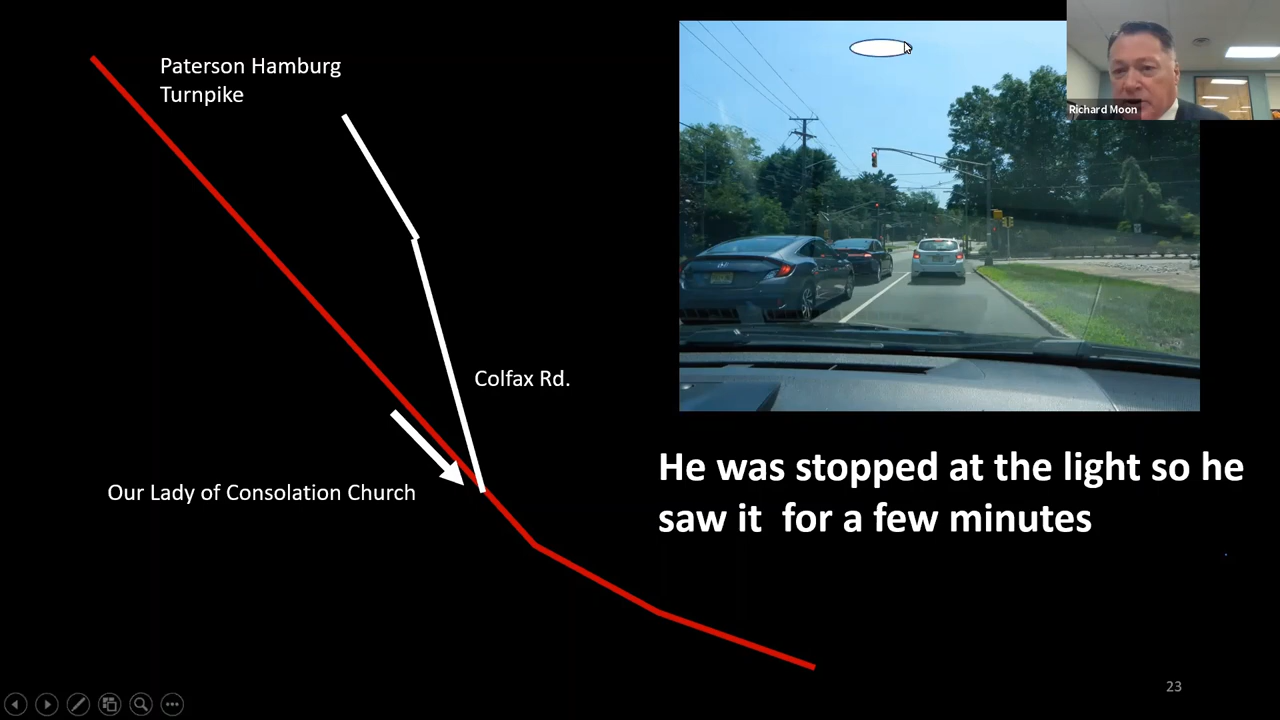 Paterson Hamburg
Turnpike
Richard Moon
Colfax Rd.
Our Lady of Consolation Church
He was stopped at the light so he
saw it  for a few minutes
23